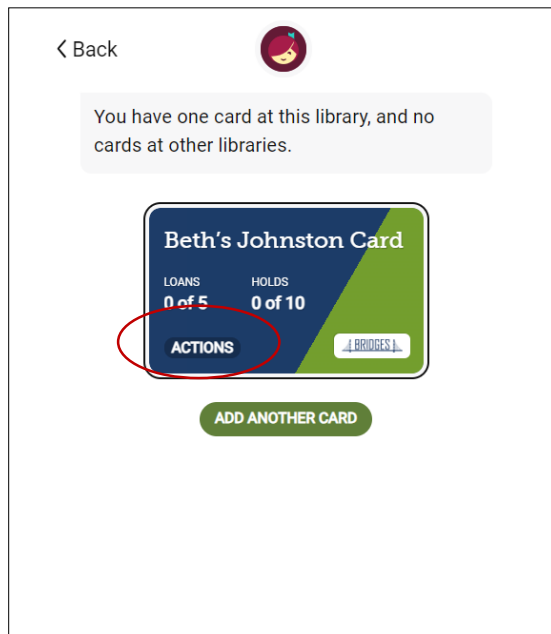 Back
You have one card at this library, and no
cards at other libraries.
Beth's Johnston Card
LOANS HOLDS
0 of 5 0 of 10
ACTIONS BRIDGES
ADD ANOTHER CARD